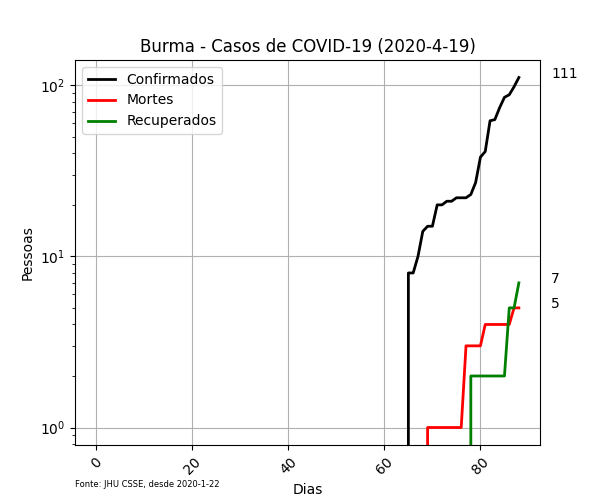 Burma - Casos de COVID-19 (2020-4-19)
Confirmados
Mortes
Recuperados
111
7
5
10²
10¹
10⁰
Pessoas
0
20
40
60
80
Dias
Fonte: JHU CSSE, desde 2020-1-22